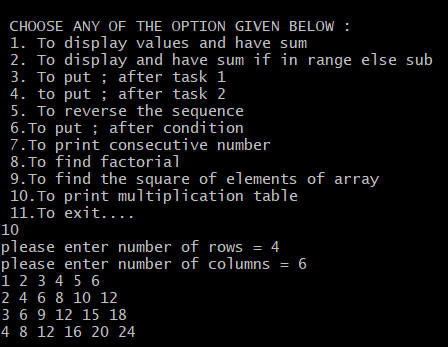 CHOOSE ANY OF THE OPTION GIVEN BELOW :
1. To display values and have sum
2. To display and have sum if in range else sub
3. To put ; after task 1
4. to put ; after task 2
5. To reverse the sequence
6.To put ; after condition
7.To print consecutive number
8.To find factorial
9.To find the square of elements of array
10.To print multiplication table
11.To exit....
10
please enter number of rows = 4
please enter number of columns = 6
1 2 3 4 5 6
2 4 6 8 10 12
3 6 9 12 15 18
4 8 12 16 20 24